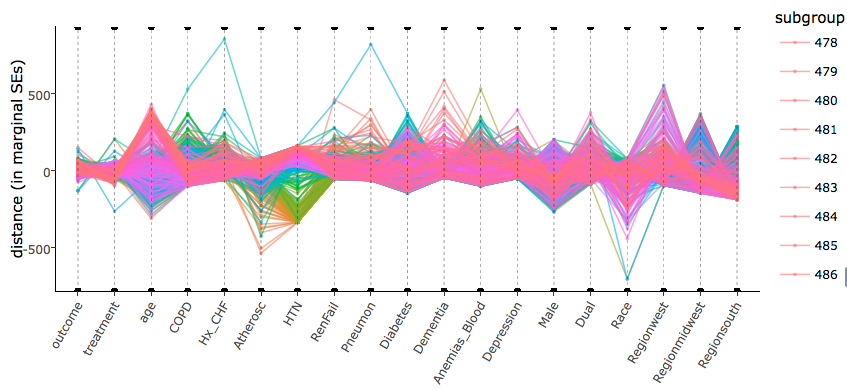 subgroup
478
479
480
481
482
483
484
485
486
distance (in marginal SEs)
500
0
-500
outcome
treatment
age
COPD
HX_CHF
Atherosc
HTN
RenFail
Pneumon
Diabetes
Dementia
Anemias_Blood
Depression
Male
Dual
Race
Regionwest
Regionmidwest
Regionsouth